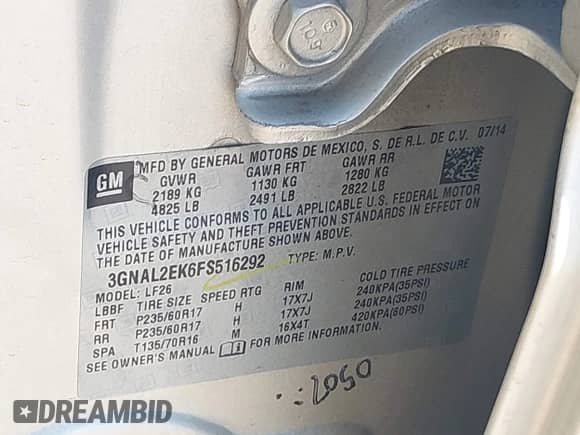 105
GM
MFD BY GENERAL MOTORS DE MEXICO, S. DE R.L. DE C.V. 07/14
GVWR GAWR FRT GAWR RR
2189 KG 1130 KG 1280 KG
4825 LB 2491 LB 2822 LB
THIS VEHICLE CONFORMS TO ALL APPLICABLE U.S. FEDERAL MOTOR
VEHICLE SAFETY AND THEFT PREVENTION STANDARDS IN EFFECT ON
THE DATE OF MANUFACTURE SHOWN ABOVE.
3GNAL2EK6FS516292 TYPE: M.P.V.
MODEL: LF26
LBBF TIRE SIZE SPEED RTG RIM COLD TIRE PRESSURE
FRT P235/60R17 H 17X7J 240KPA(35PSI)
RR P235/60R17 H 17X7J 240KPA(35PSI)
SPA T135/70R16 M 16X4T 420KPA(60PSI)
SEE OWNER'S MANUAL FOR MORE INFORMATION.
0502
DREAMBID